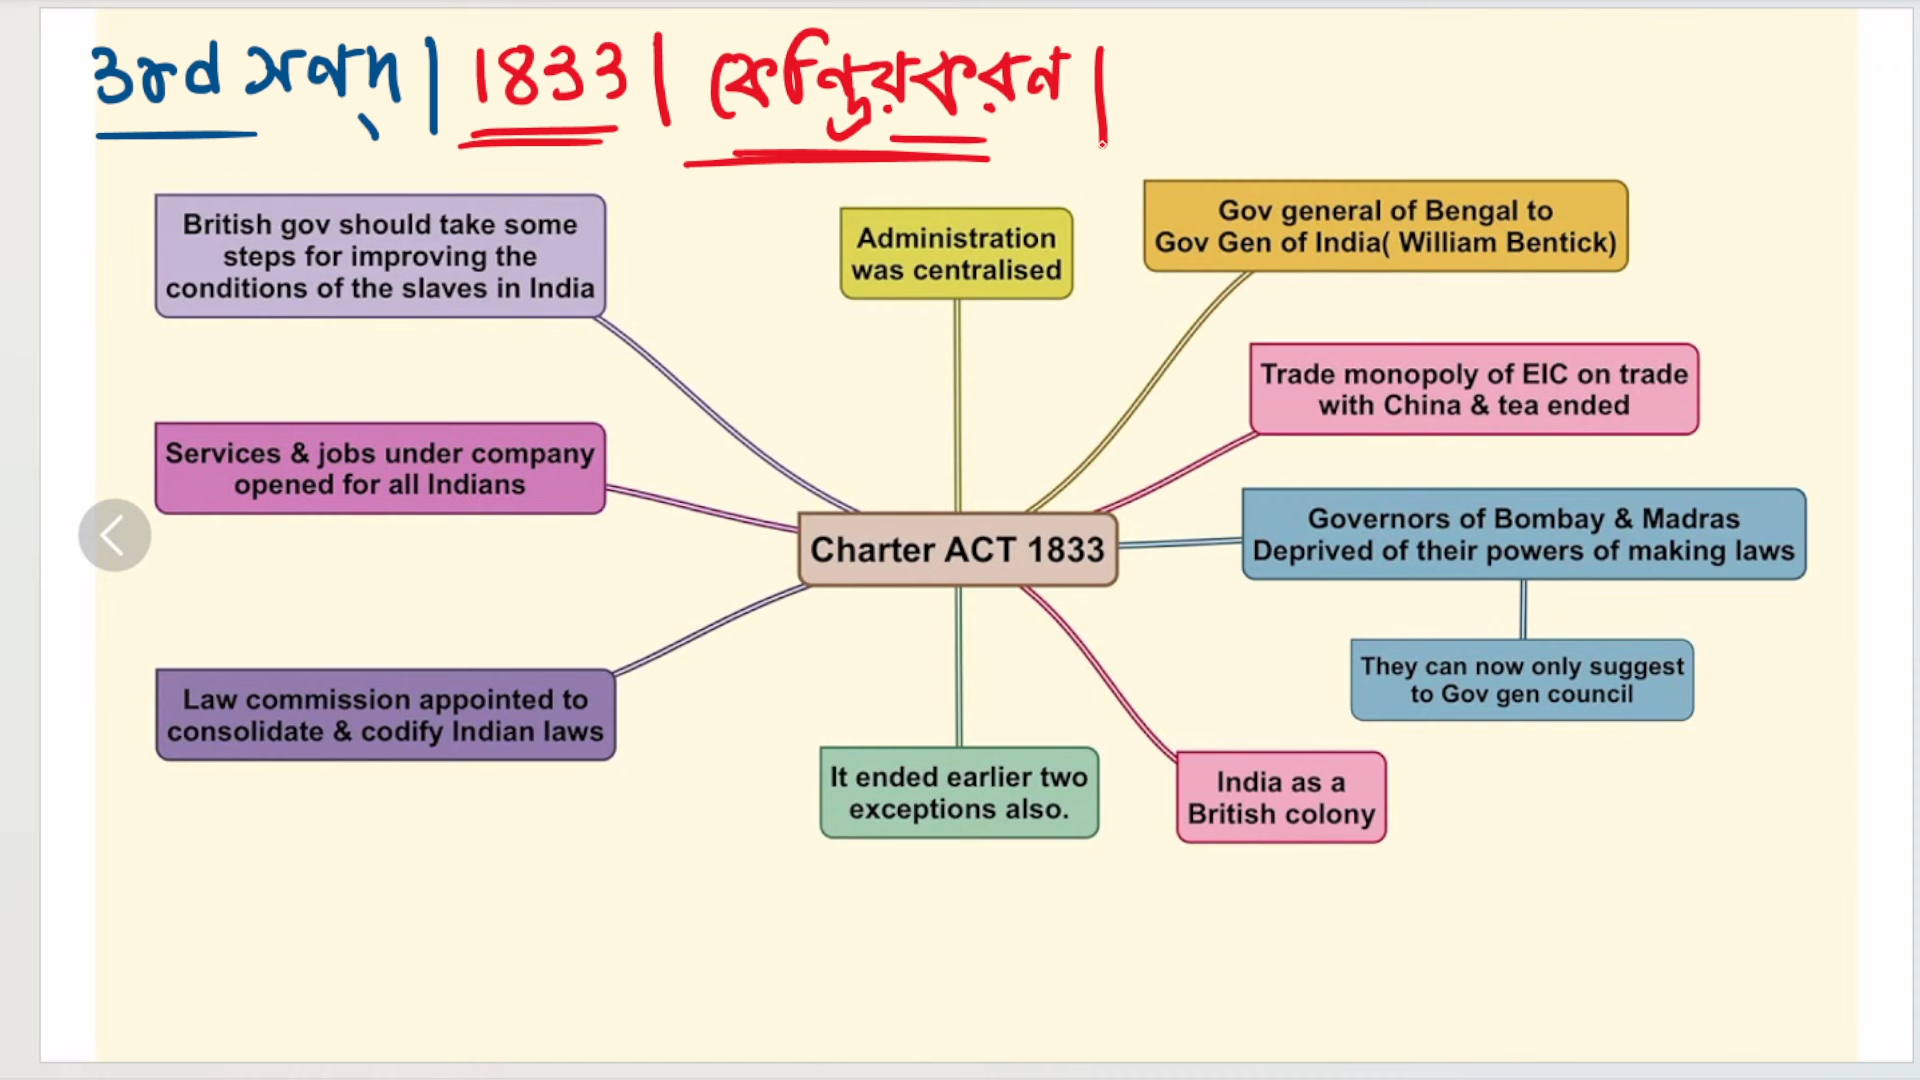 3rd সনদ | 1833 | কেন্দ্রিয়করন |
British gov should take some
steps for improving the
conditions of the slaves in India
Administration
was centralised
Gov general of Bengal to
Gov Gen of India( William Bentick)
Trade monopoly of EIC on trade
with China & tea ended
Services & jobs under company
opened for all Indians
Charter ACT 1833
Governors of Bombay & Madras
Deprived of their powers of making laws
They can now only suggest
to Gov gen council
Law commission appointed to
consolidate & codify Indian laws
It ended earlier two
exceptions also.
India as a
British colony